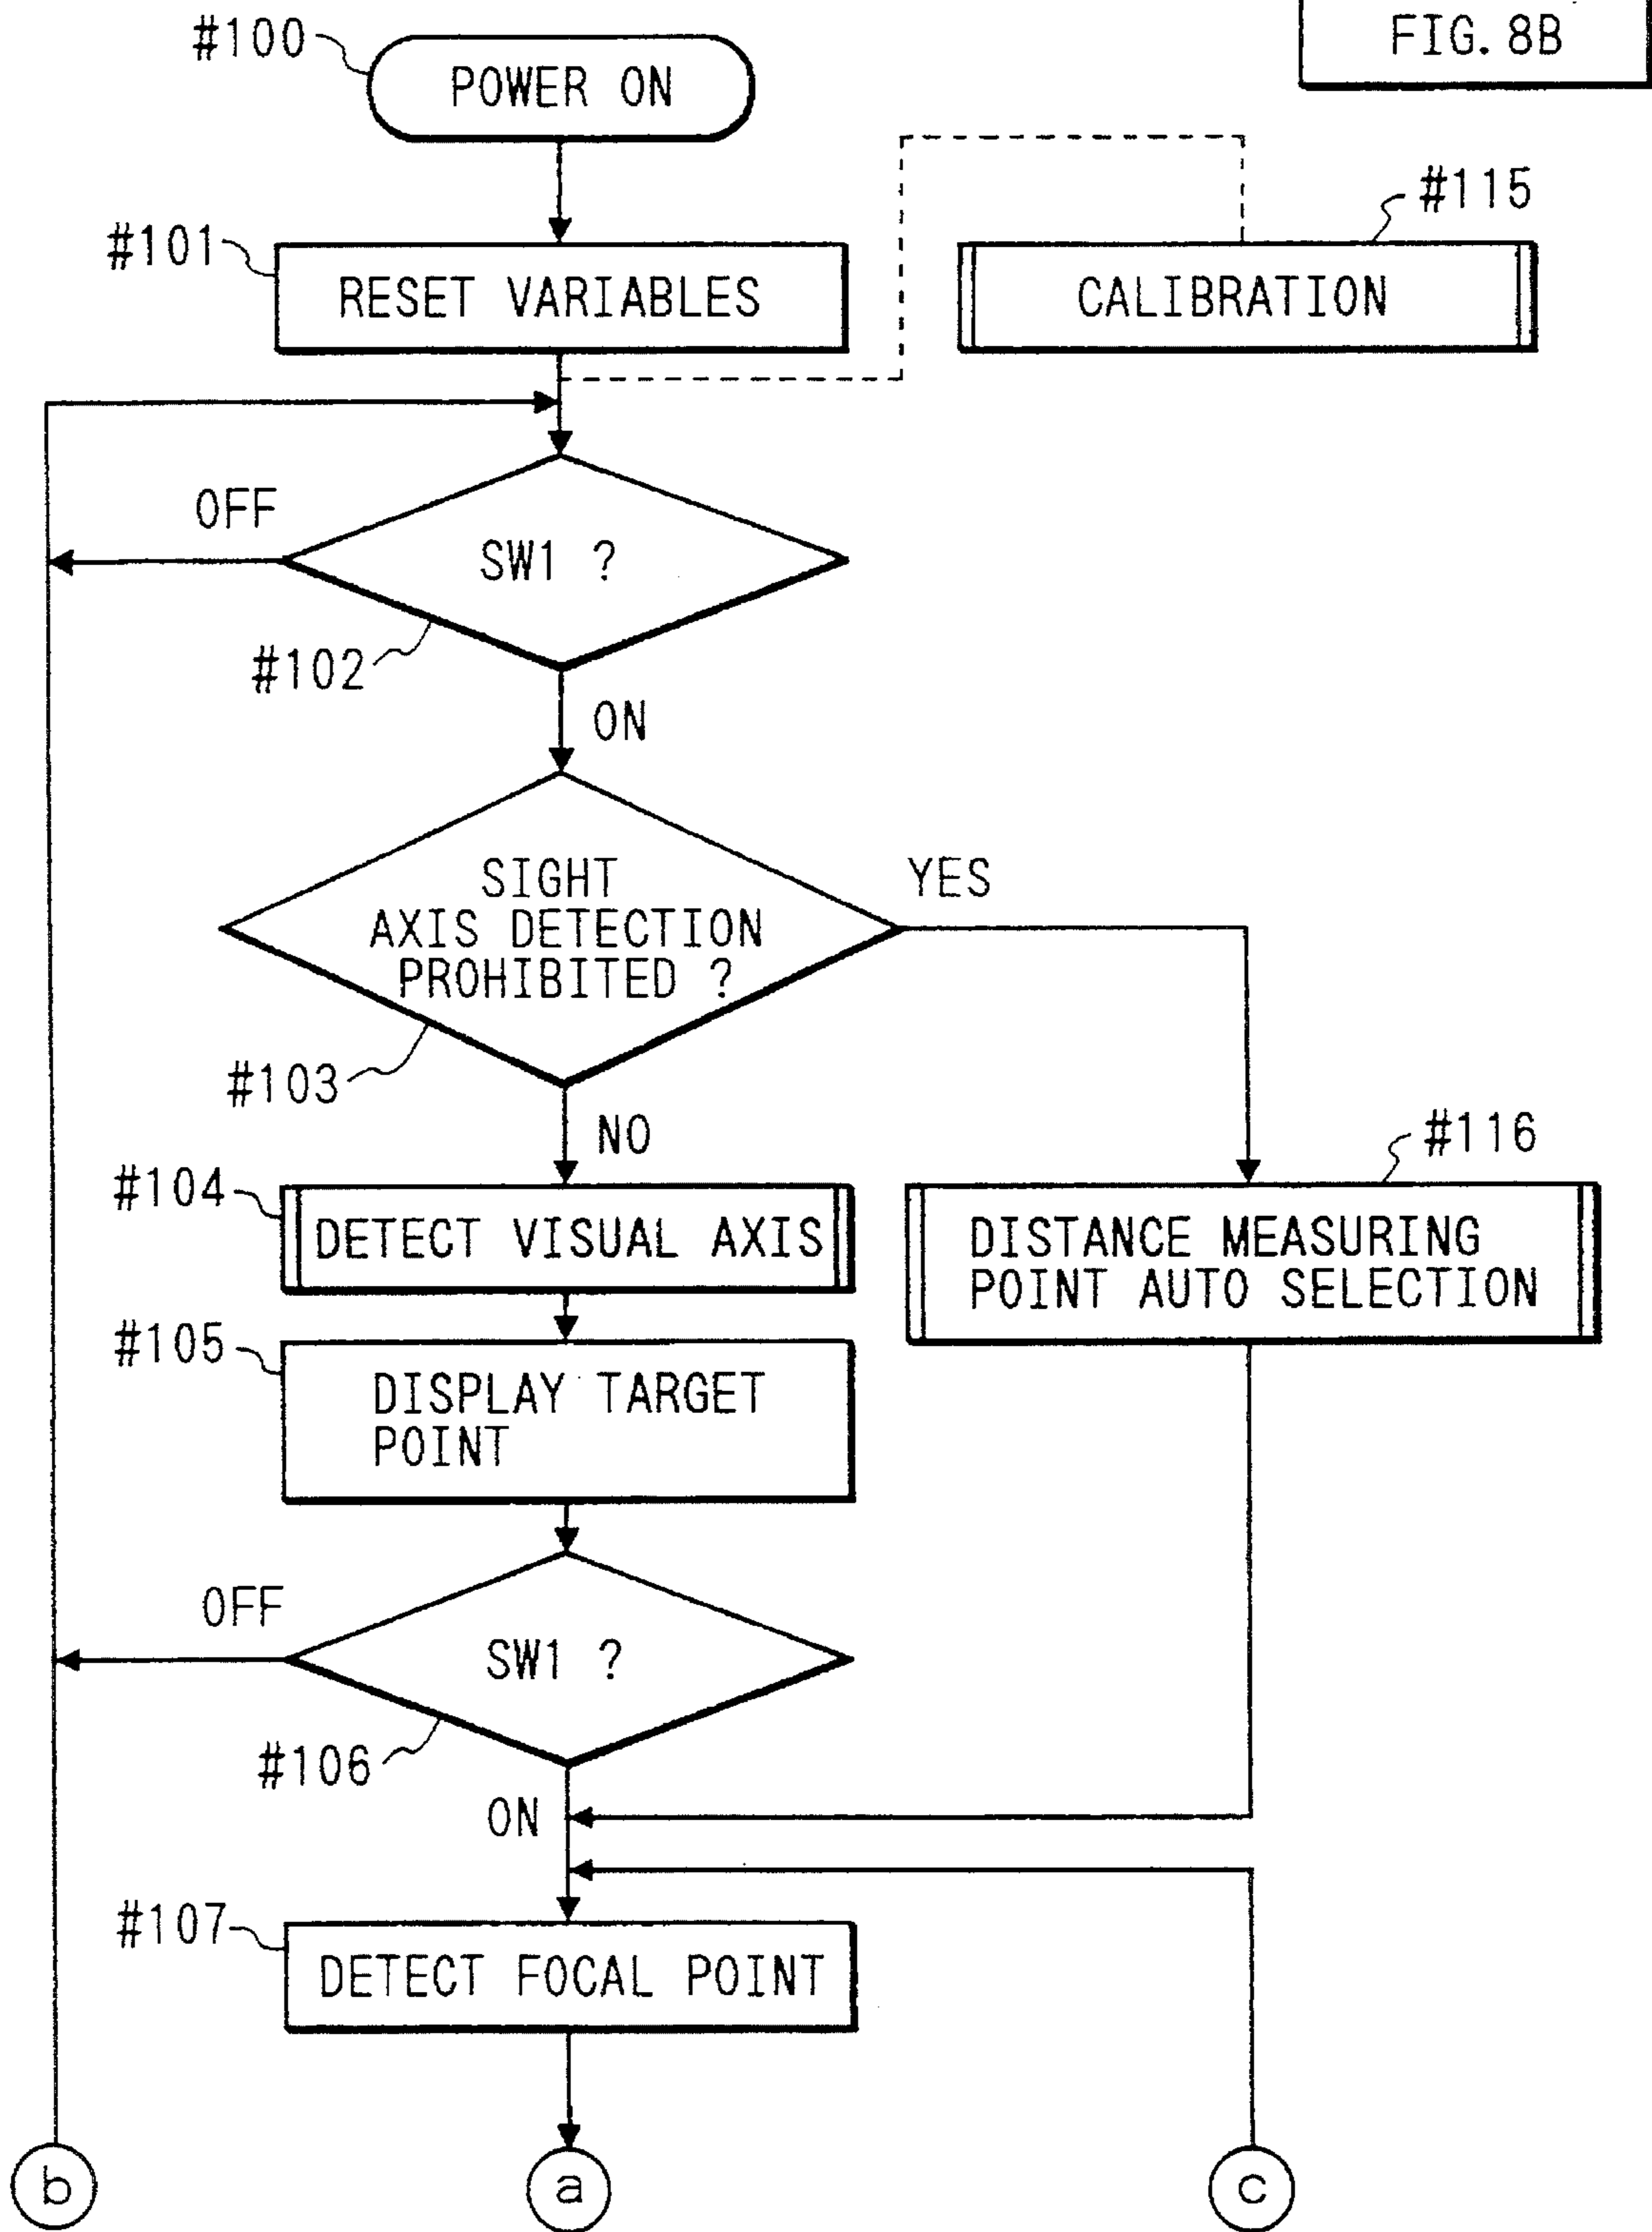 FIG. 8B
#100
POWER ON
#115
#101
RESET VARIABLES
CALIBRATION
OFF
SW1 ?
#102
ON
SIGHT
AXIS DETECTION
PROHIBITED ?
YES
#103
NO
#116
#104
DETECT VISUAL AXIS
DISTANCE MEASURING
POINT AUTO SELECTION
#105
DISPLAY TARGET
POINT
OFF
SW1 ?
#106
ON
#107
DETECT FOCAL POINT
b
a
c